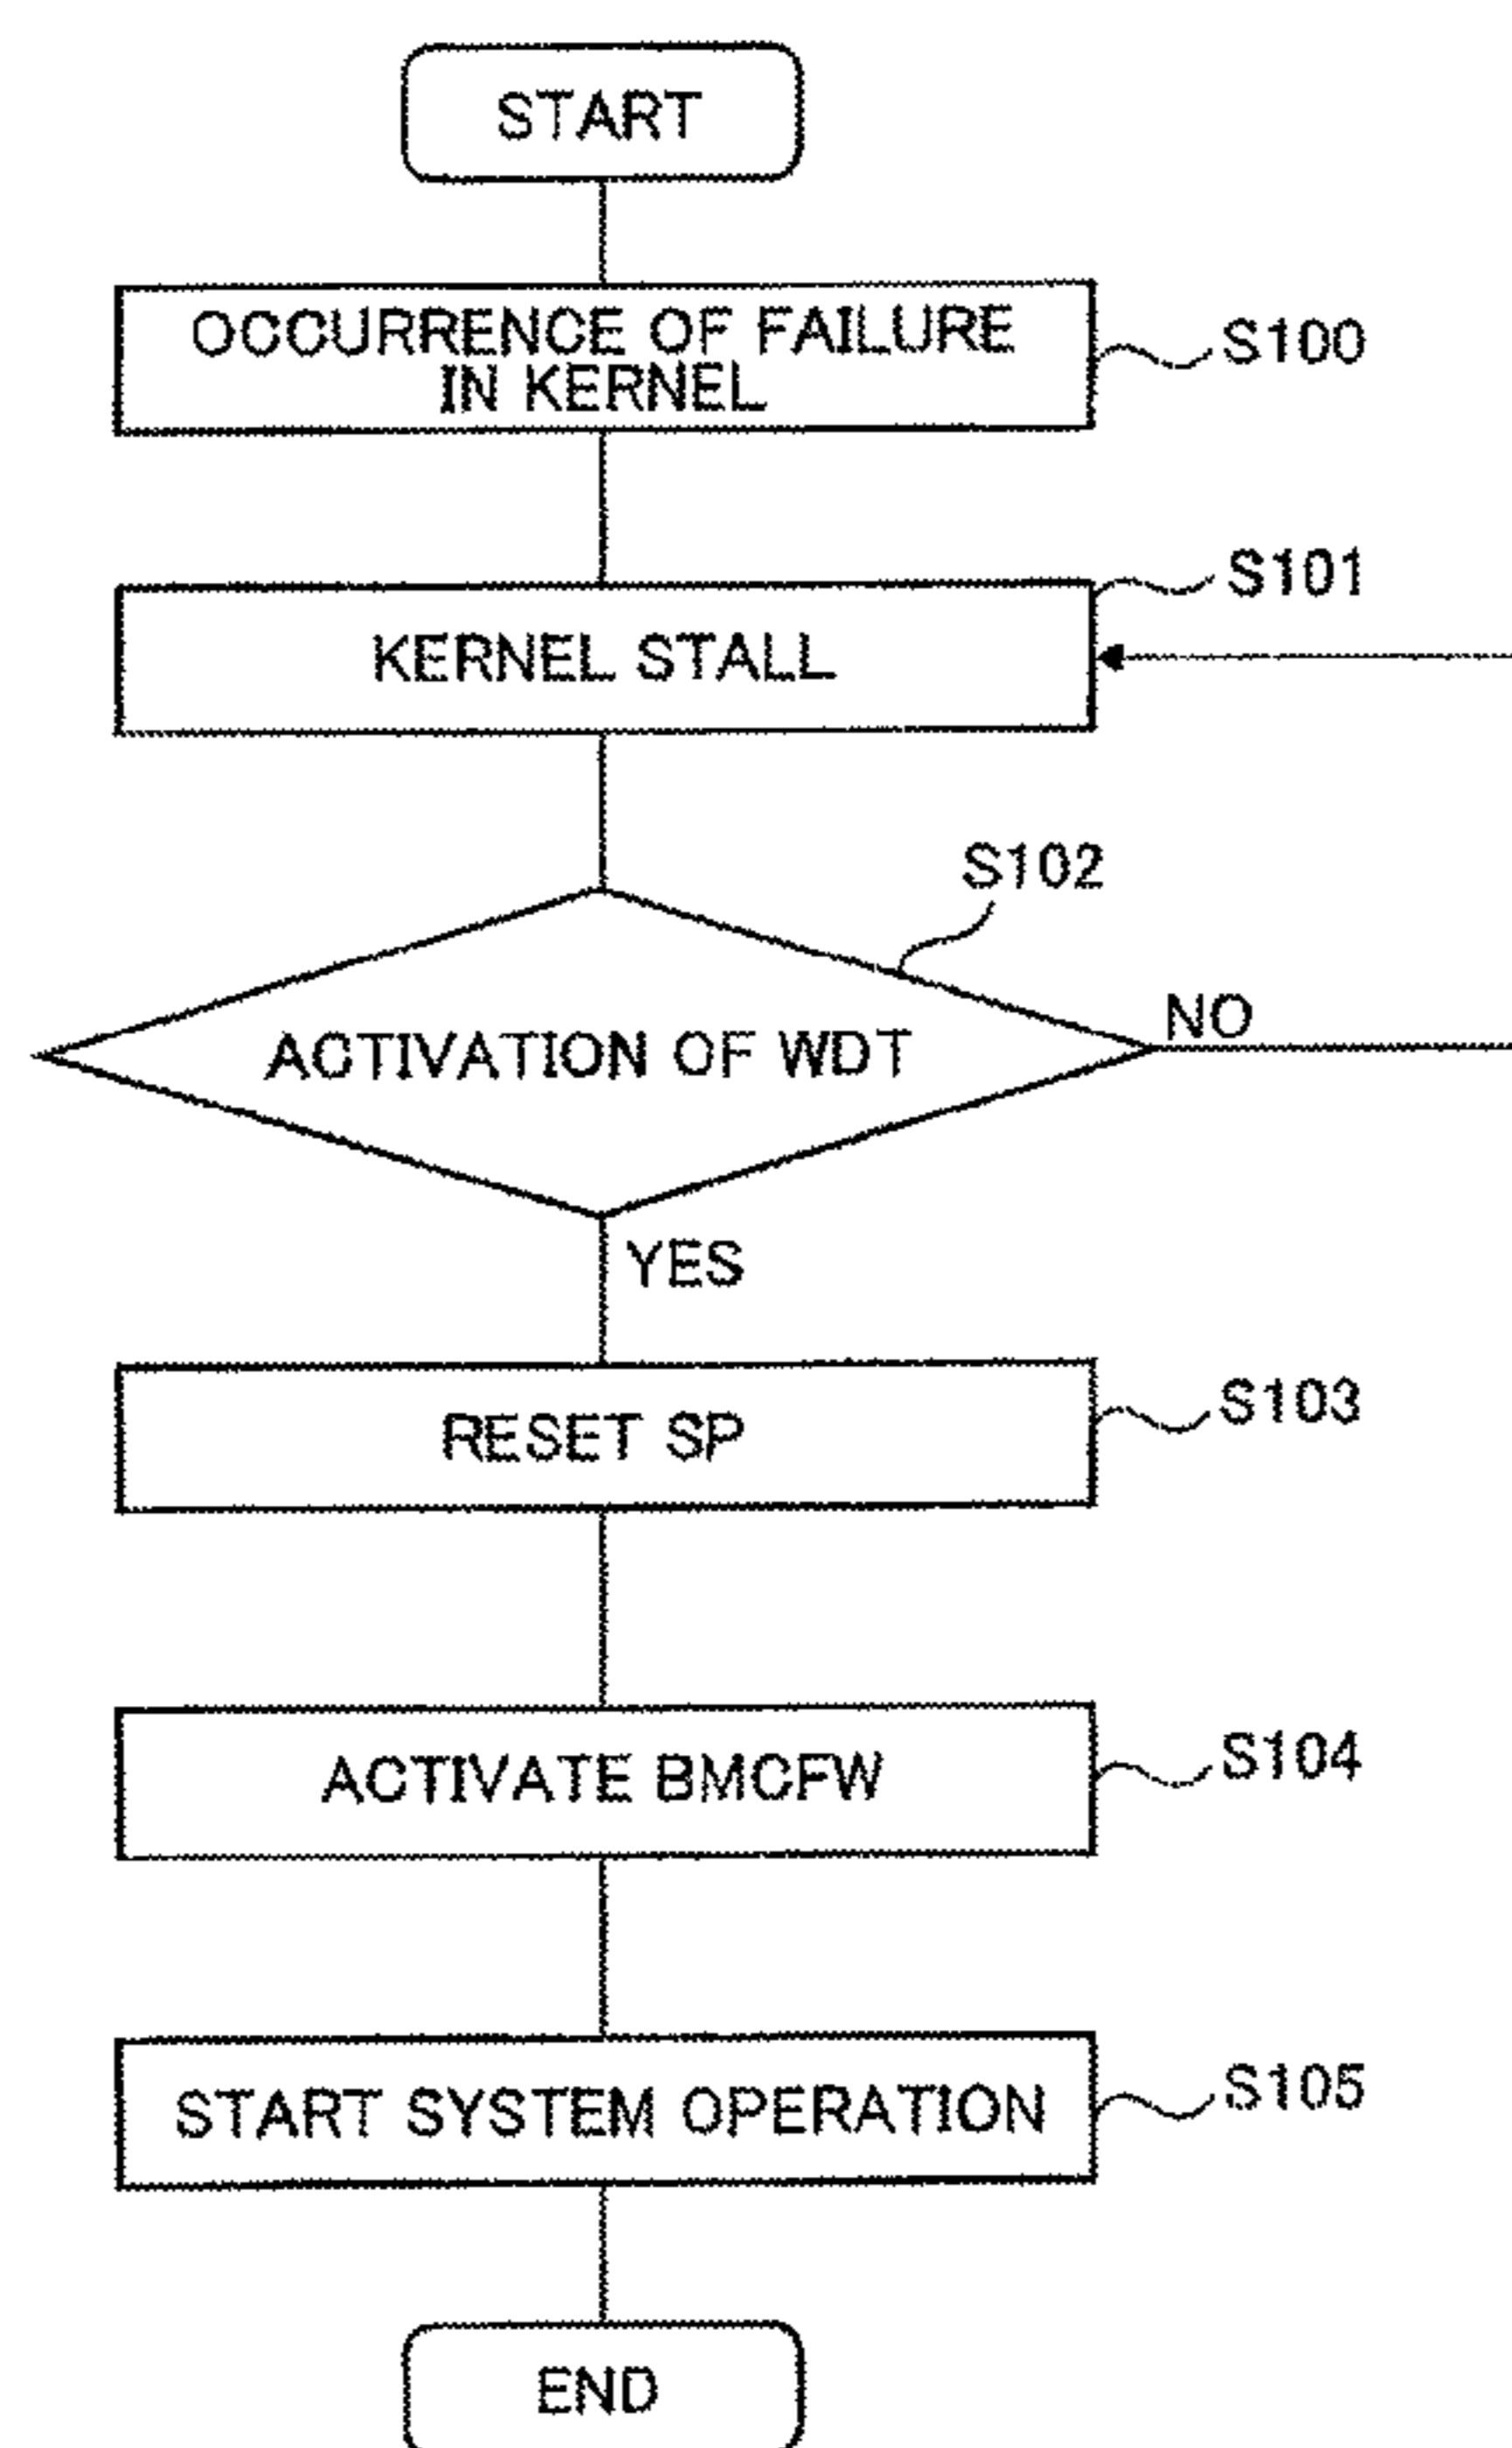 START
OCCURRENCE OF FAILURE
IN KERNEL
S100
S101
KERNEL STALL
S102
ACTIVATION OF WDT
NO
YES
RESET SP
S103
ACTIVATE BMCFW
S104
START SYSTEM OPERATION
S105
END